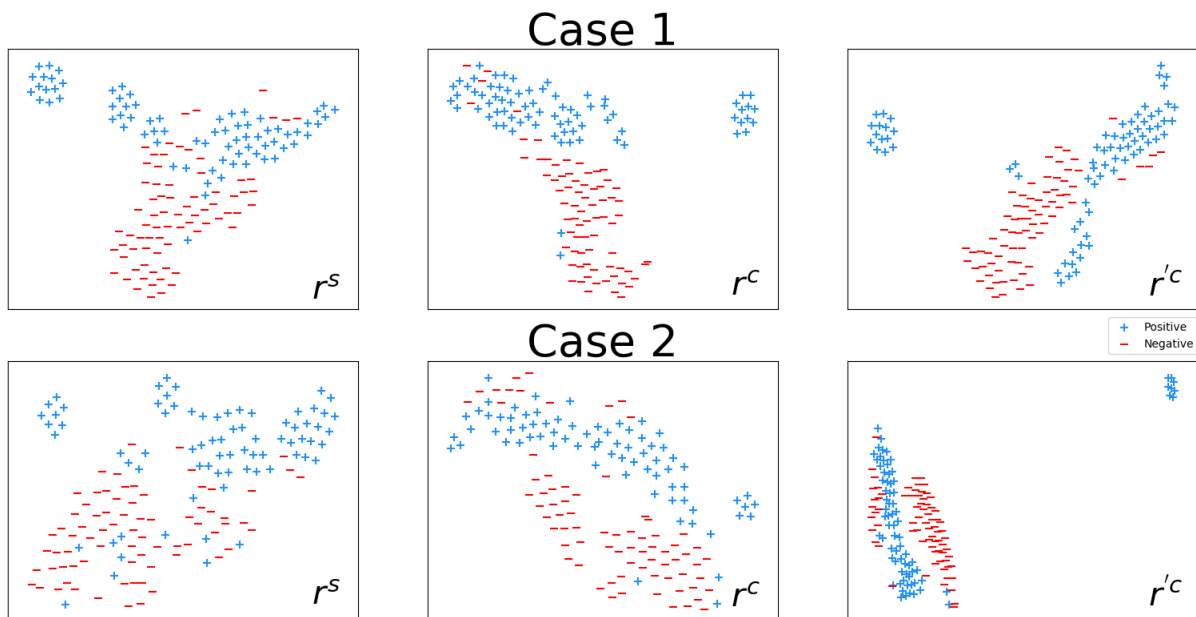 Case 1
r^s
r^c
r^'c
Positive
Negative
Case 2
r^s
r^c
r^'c